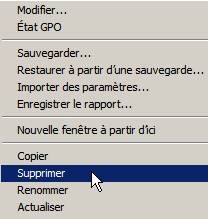 Modifier...
État GPO
Sauvegarder...
Restaurer à partir d'une sauvegarde...
Importer des paramètres...
Enregistrer le rapport...
Nouvelle fenêtre à partir d'ici
Copier
Supprimer
Renommer
Actualiser